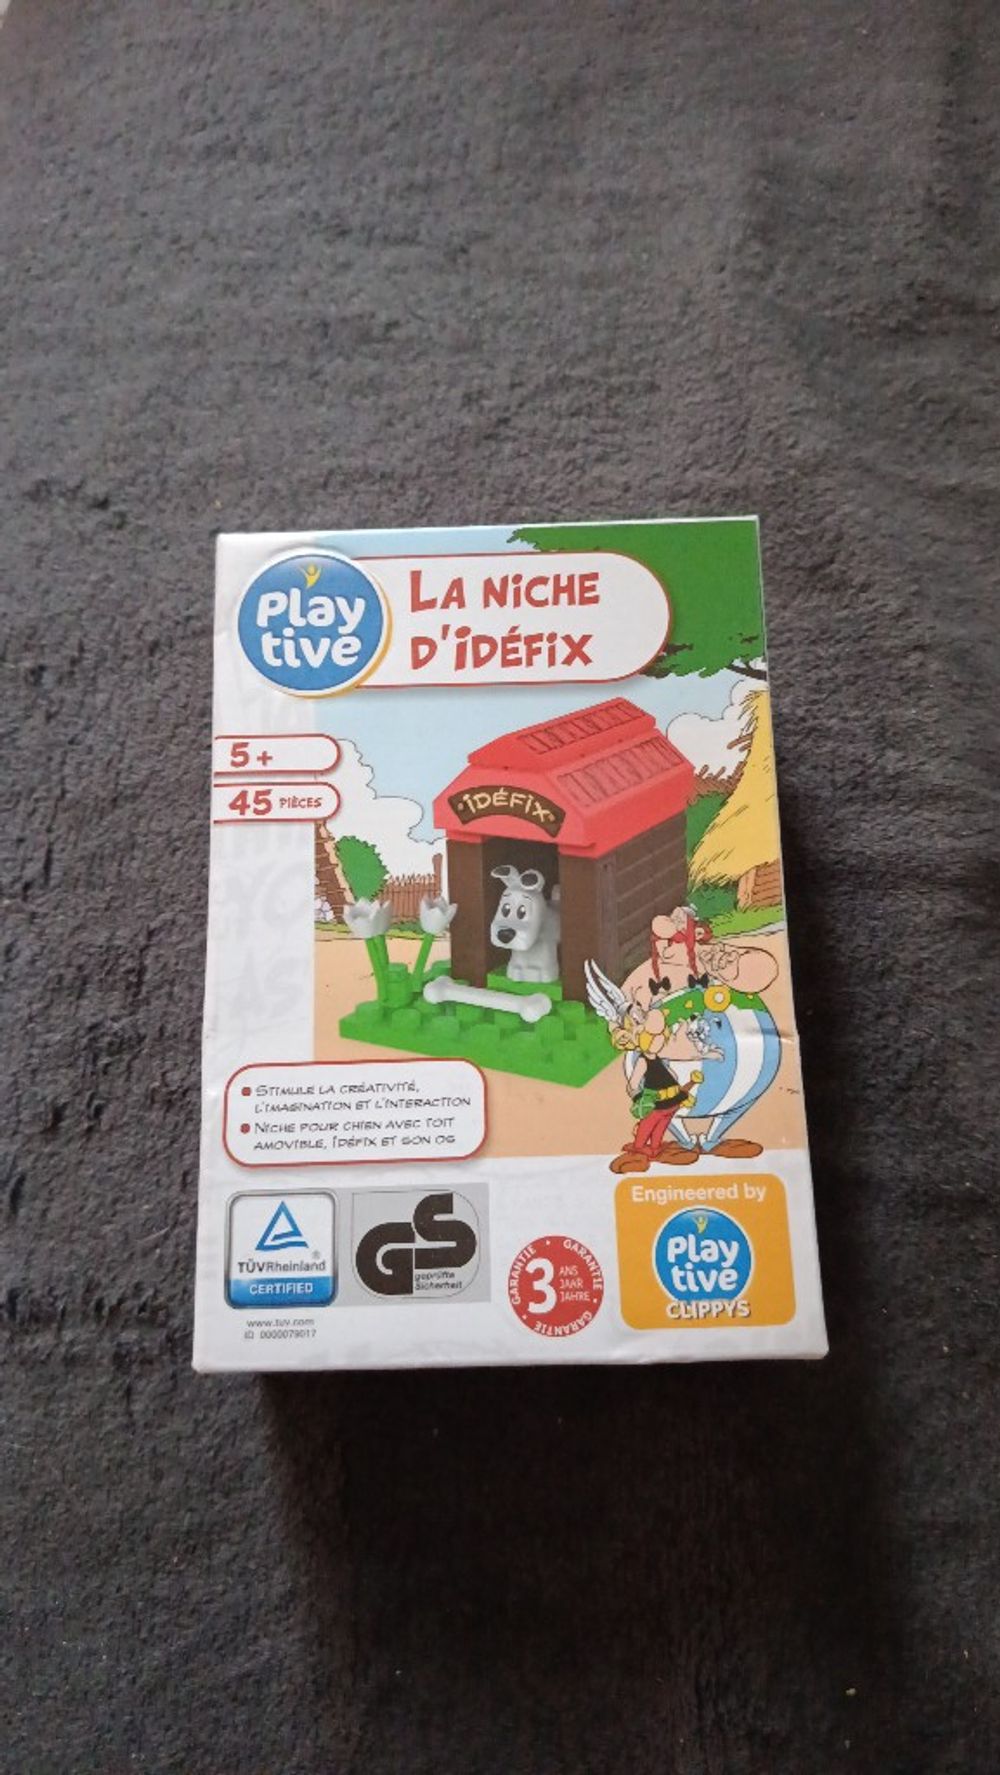 Play
tive
LA NiCHE
D'iDÉFiX
5+
45 PIÈCES
iDÉFiX
STIMULE LA CRÉATIVITÉ,
L'IMAGINATION ET L'INTERACTION
NICHE POUR CHIEN AVEC TOIT
AMOVIBLE, IDÉFIX ET SON OS
TÜVRheinland®
CERTIFIED
www.tuv.com
ID 0000079017
GS
geprüfte
Sicherheit
GARANTIE • GARANTIE • GARANTIE •
3 ANS
JAAR
JAHRE
Engineered by
Play
tive
CLIPPYS